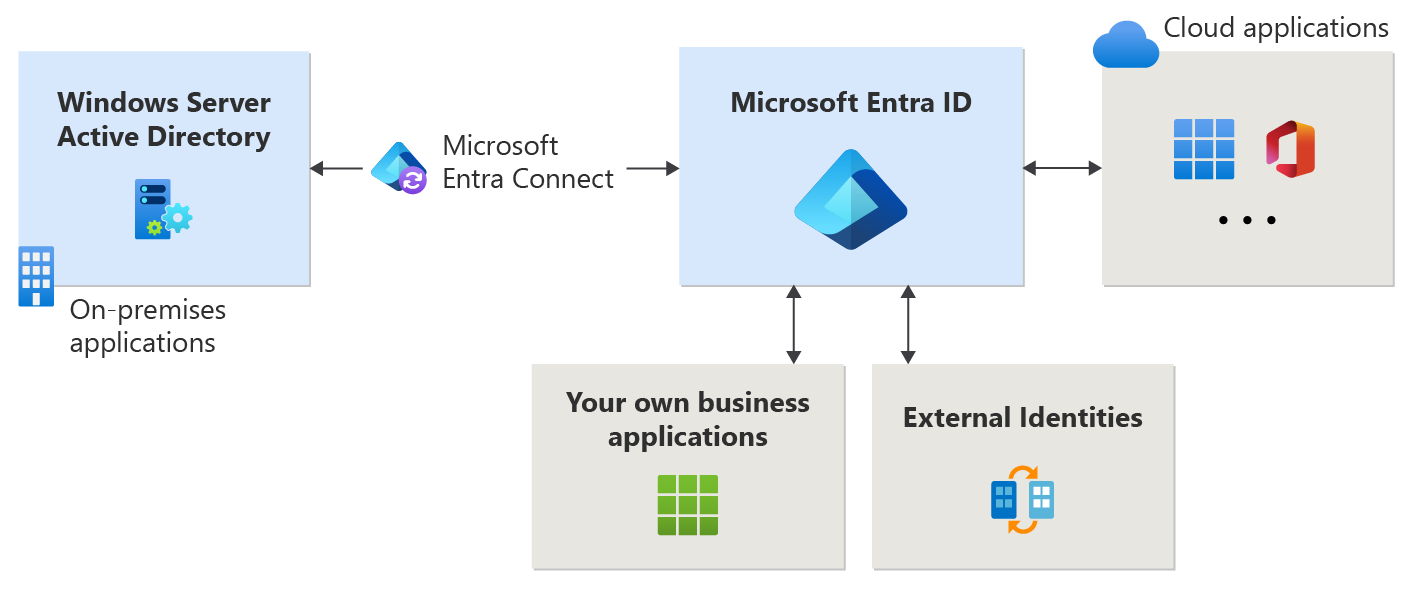 Cloud applications
Windows Server
Active Directory
Microsoft
Entra Connect
Microsoft Entra ID
On-premises
applications
Your own business
applications
External Identities